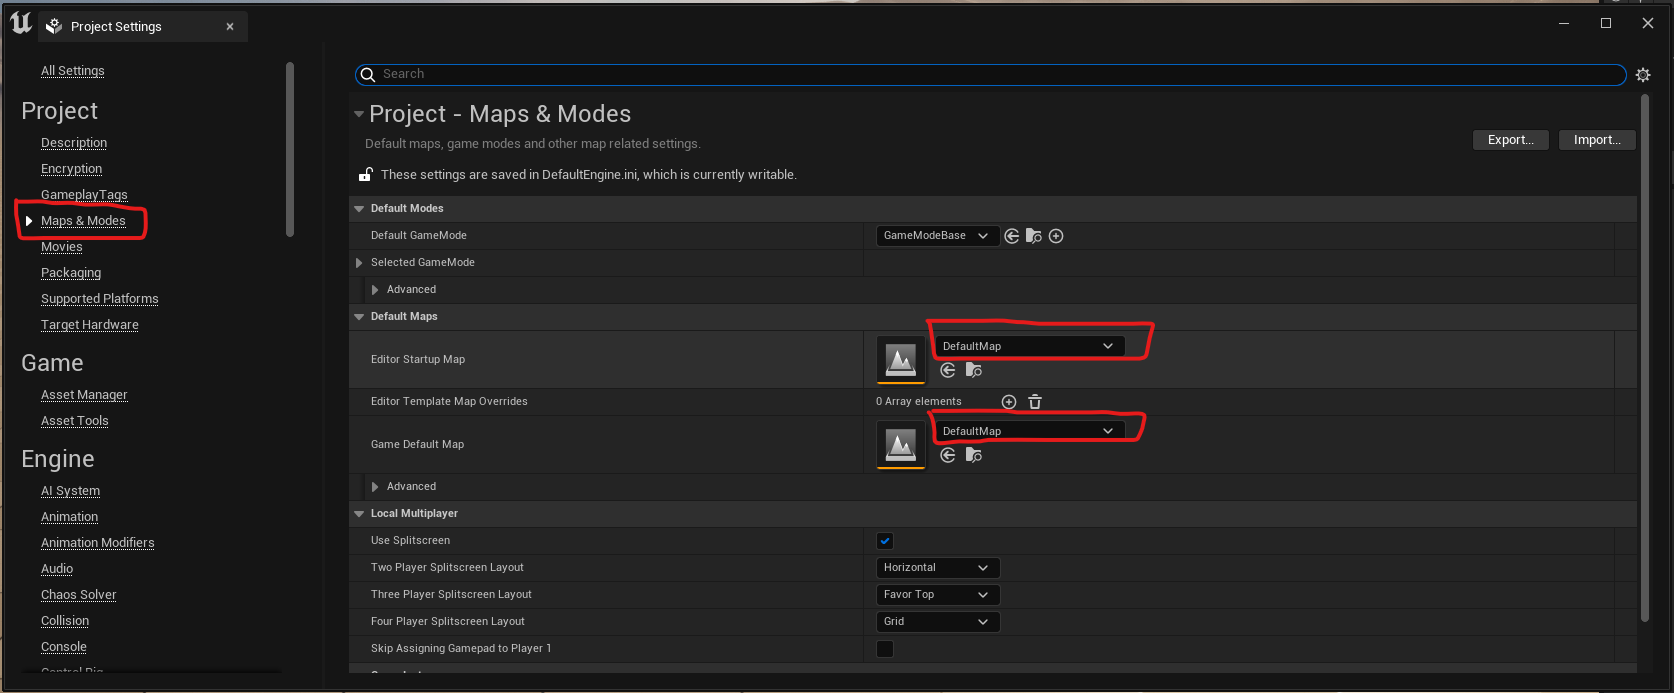 Project Settings
All Settings
Project
Description
Encryption
GameplayTags
Maps & Modes
Movies
Packaging
Supported Platforms
Target Hardware
Game
Asset Manager
Asset Tools
Engine
AI System
Animation
Animation Modifiers
Audio
Chaos Solver
Collision
Console
Control Rig
Search
Project - Maps & Modes
Default maps, game modes and other map related settings.
Export...
Import...
These settings are saved in DefaultEngine.ini, which is currently writable.
Default Modes
Default GameMode
GameModeBase
Selected GameMode
Advanced
Default Maps
Editor Startup Map
DefaultMap
Editor Template Map Overrides
0 Array elements
Game Default Map
DefaultMap
Advanced
Local Multiplayer
Use Splitscreen
Two Player Splitscreen Layout
Horizontal
Three Player Splitscreen Layout
Favor Top
Four Player Splitscreen Layout
Grid
Skip Assigning Gamepad to Player 1